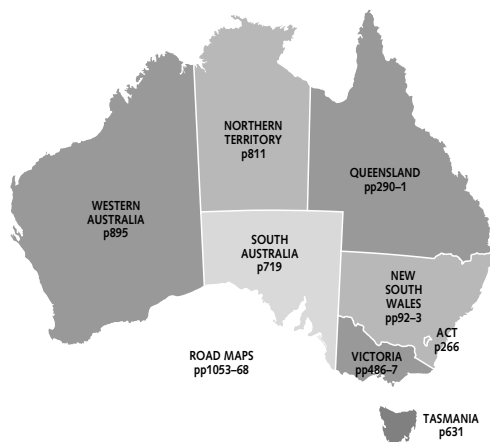 NORTHERN
TERRITORY
p811
QUEENSLAND
pp290–1
WESTERN
AUSTRALIA
p895
SOUTH
AUSTRALIA
p719
NEW
SOUTH
WALES
pp92–3
ACT
p266
ROAD MAPS
pp1053–68
VICTORIA
pp486–7
TASMANIA
p631